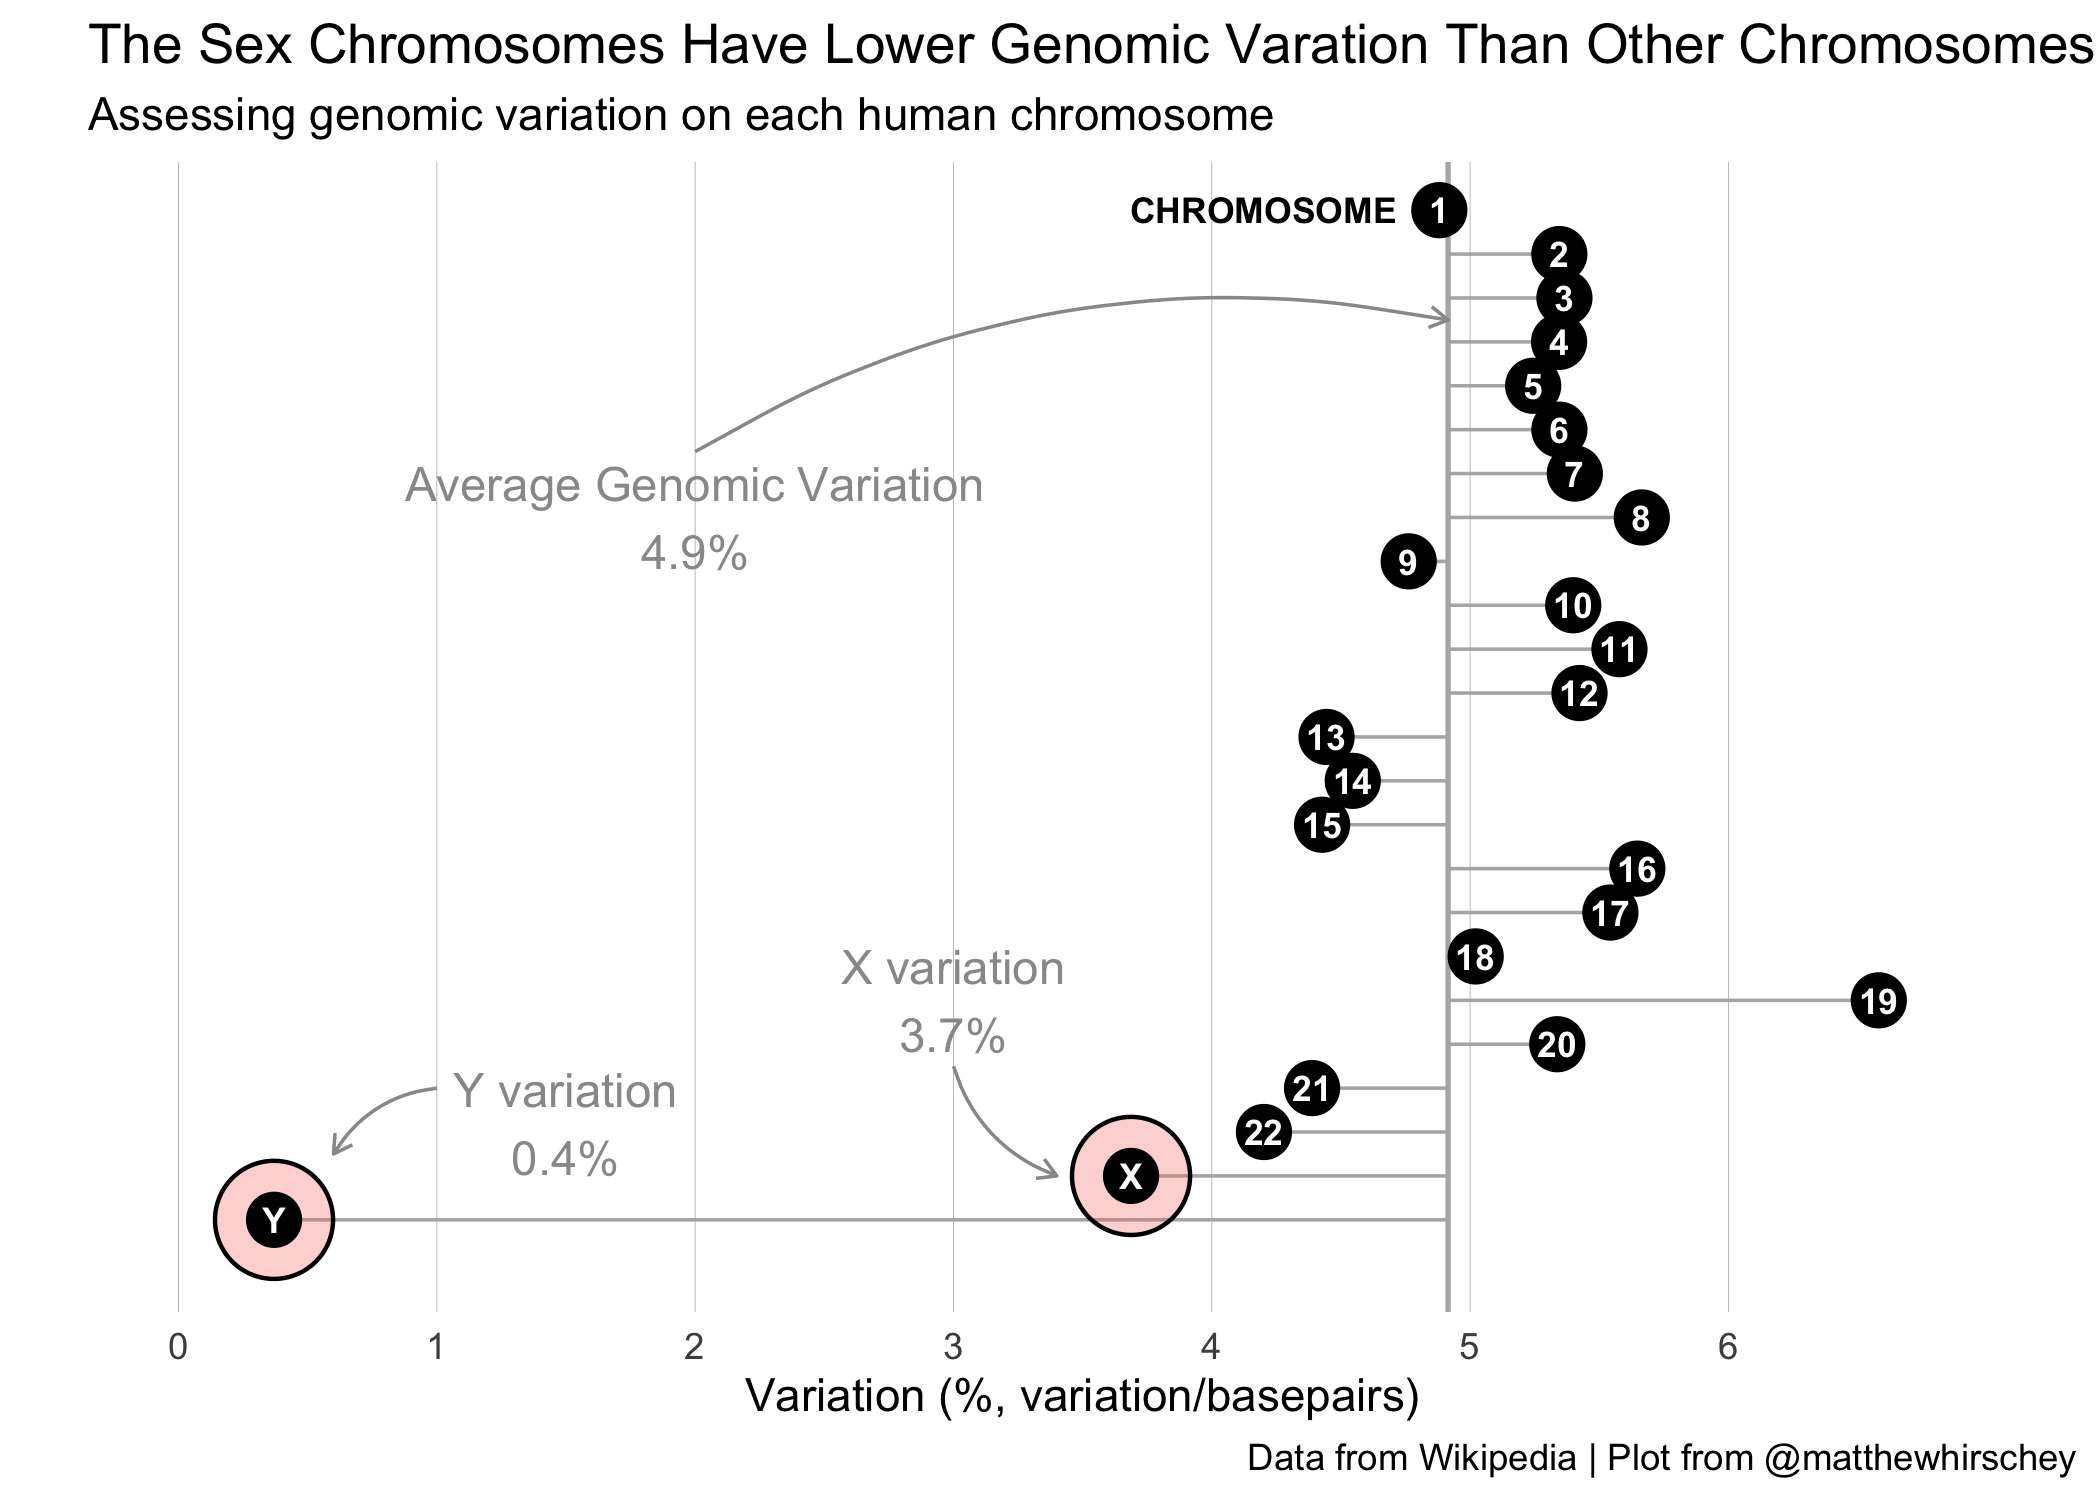 The Sex Chromosomes Have Lower Genomic Varation Than Other Chromosomes
Assessing genomic variation on each human chromosome
CHROMOSOME 1
2
3
4
5
6
7
Average Genomic Variation
4.9%
8
9
10
11
12
13
14
15
16
17
18
X variation
3.7%
19
20
21
Y variation
0.4%
22
X
Y
0 1 2 3 4 5 6
Variation (%, variation/basepairs)
Data from Wikipedia | Plot from @matthewhirschey